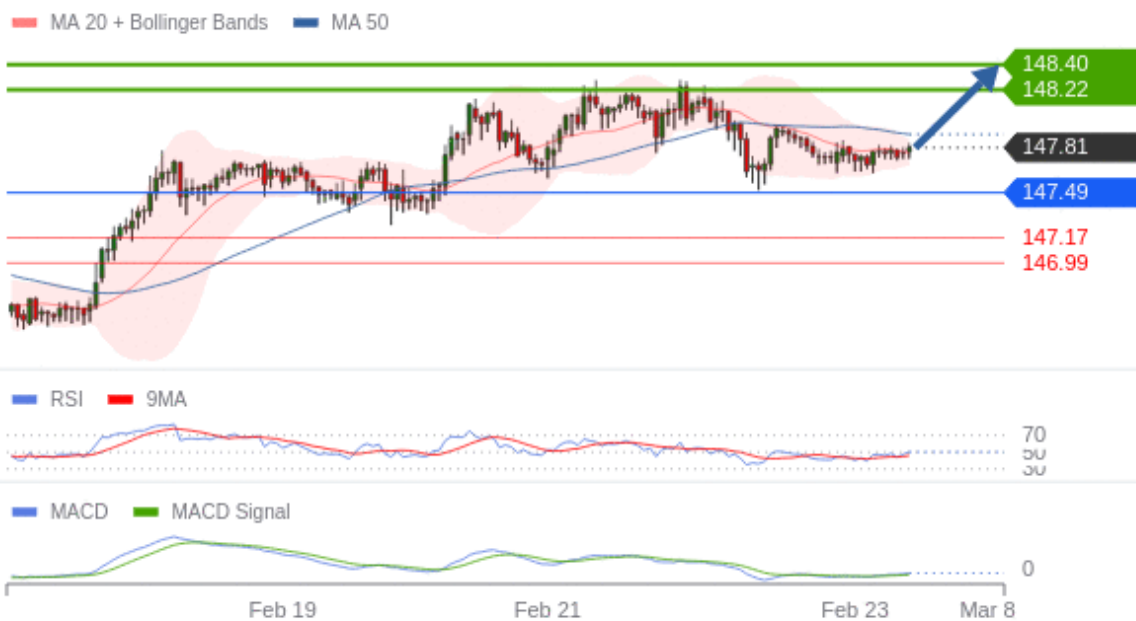 MA 20 + Bollinger Bands MA 50
148.40
148.22
147.81
147.49
147.17
146.99
RSI 9MA
70
50
30
MACD MACD Signal
0
Feb 19 Feb 21 Feb 23 Mar 8